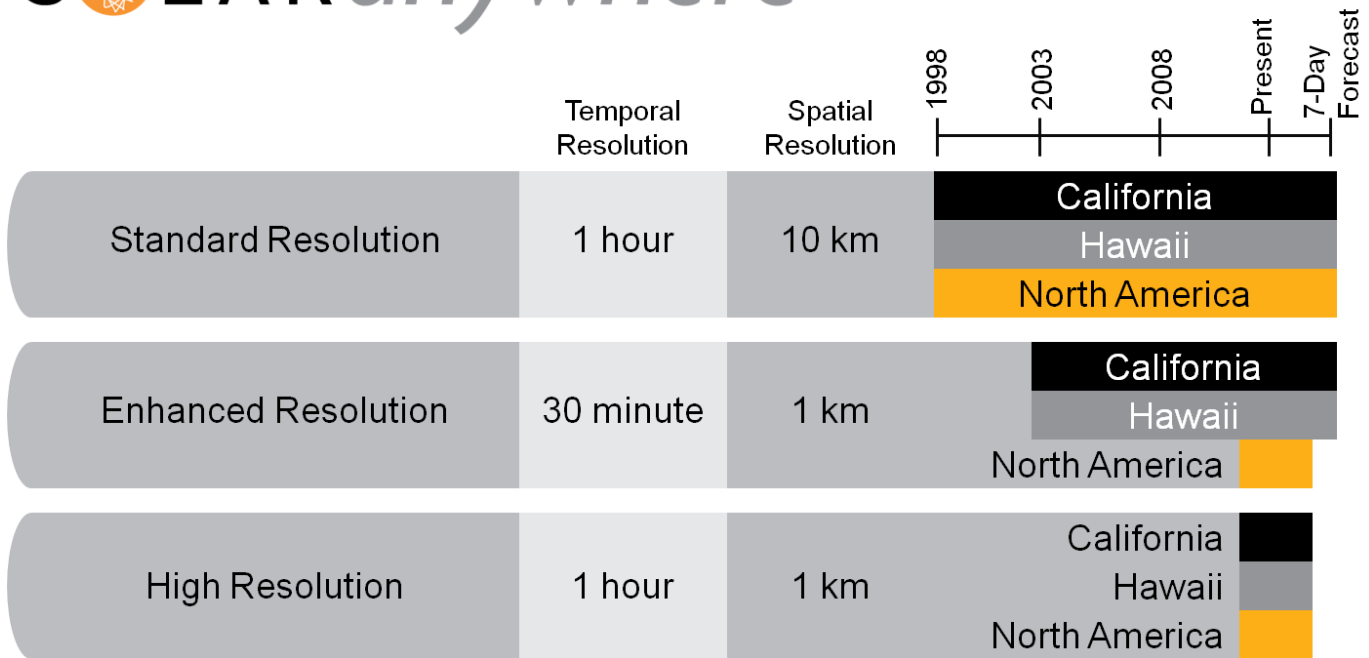 SOLARanywhere
1998
2003
2008
Present
7-Day
Forecast
Temporal
Resolution
Spatial
Resolution
Standard Resolution
1 hour
10 km
California
Hawaii
North America
Enhanced Resolution
30 minute
1 km
California
Hawaii
North America
High Resolution
1 hour
1 km
California
Hawaii
North America